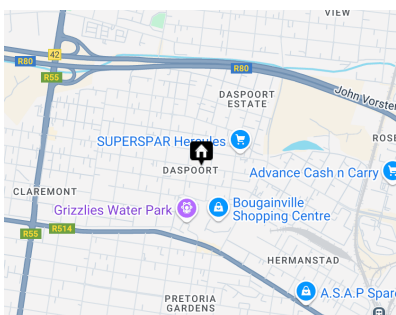 VIEW
42
R80
R55
R80
John Vorster
DASPOORT
ESTATE
SUPERSPAR Hercules
ROSE
DASPOORT
Advance Cash n Carry
CLAREMONT
Grizzlies Water Park
Bougainville
Shopping Centre
R55
R514
HERMANSTAD
PRETORIA
GARDENS
A.S.A.P Spare